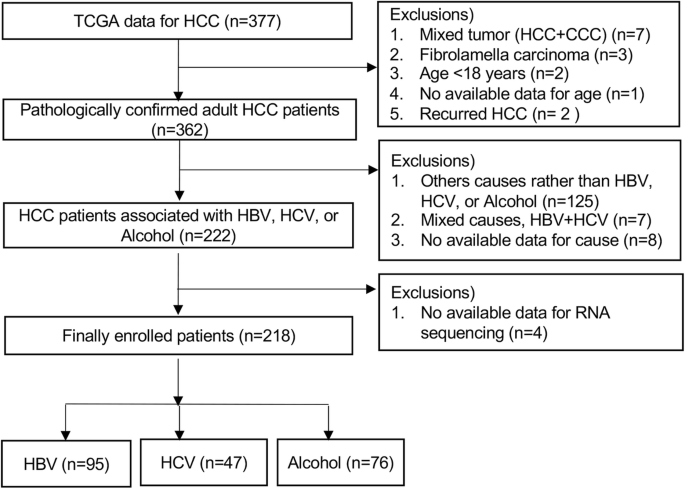 TCGA data for HCC (n=377)
Exclusions)
1. Mixed tumor (HCC+CCC) (n=7)
2. Fibrolamella carcinoma (n=3)
3. Age <18 years (n=2)
4. No available data for age (n=1)
5. Recurred HCC (n= 2 )
Pathologically confirmed adult HCC patients
(n=362)
Exclusions)
1. Others causes rather than HBV,
HCV, or Alcohol (n=125)
2. Mixed causes, HBV+HCV (n=7)
3. No available data for cause (n=8)
HCC patients associated with HBV, HCV, or
Alcohol (n=222)
Exclusions)
1. No available data for RNA
sequencing (n=4)
Finally enrolled patients (n=218)
HBV (n=95)
HCV (n=47)
Alcohol (n=76)